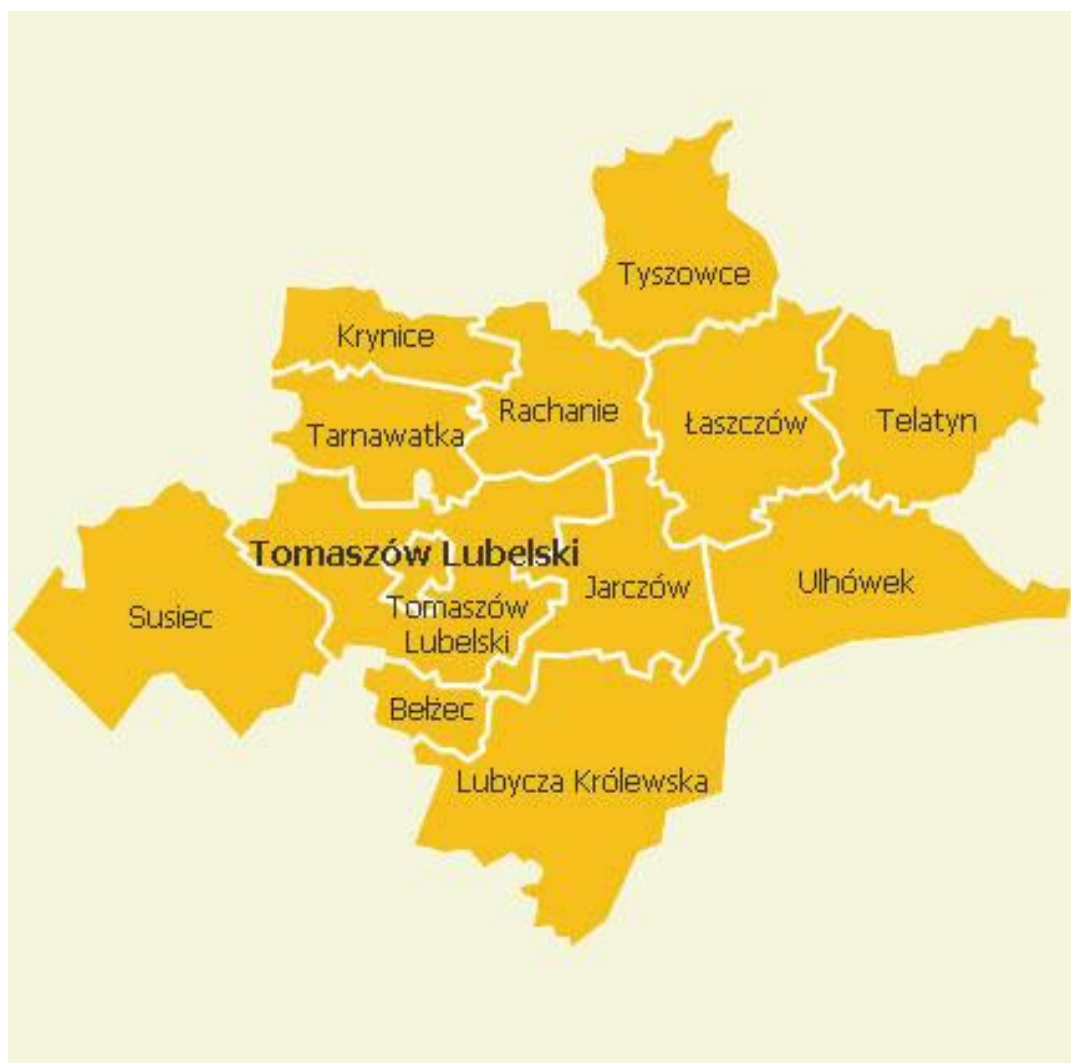 Tyszowce
Krynice
Rachanie
Łaszczów
Telatyn
Tarnawatka
Tomaszów Lubelski
Susiec
Tomaszów
Lubelski
Jarczów
Ulhówek
Bełżec
Lubycza Królewska